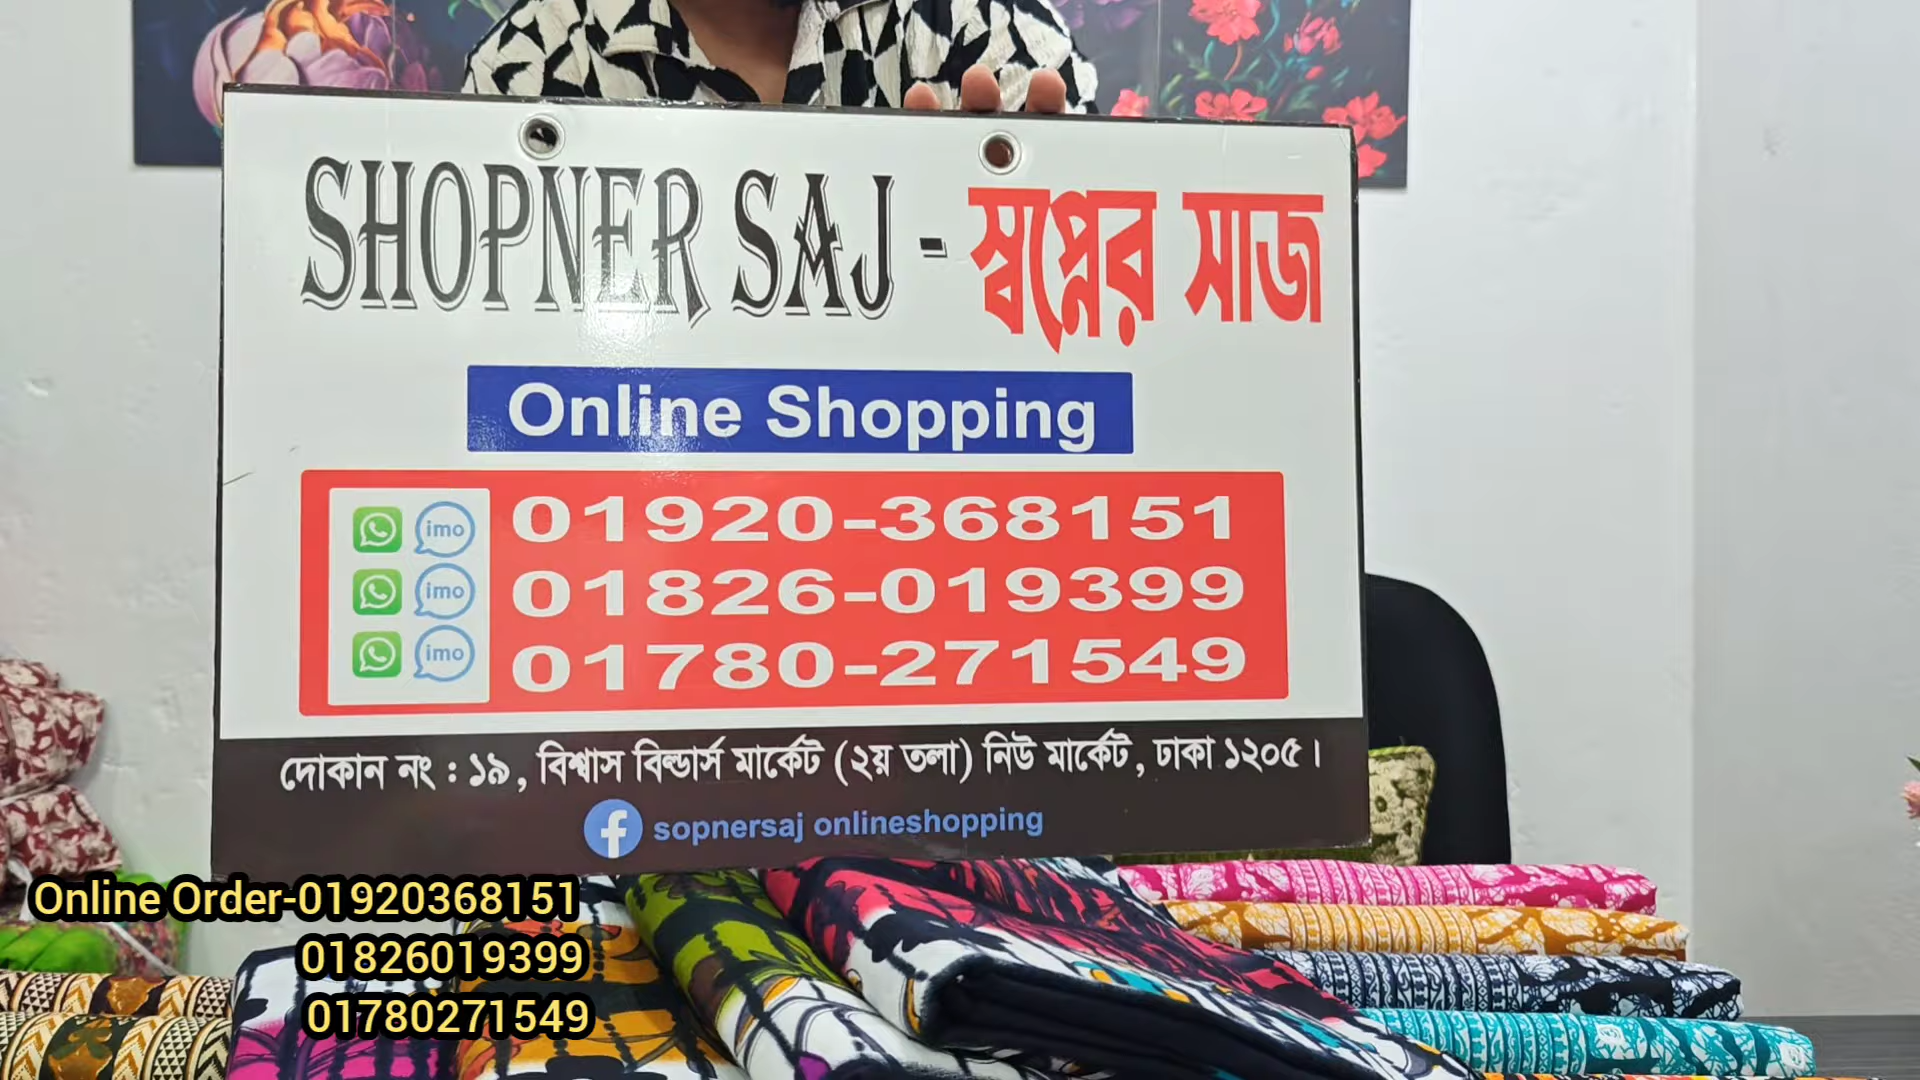 SHOPNER SAJ - স্বপ্নের সাজ
Online Shopping
imo 01920-368151
imo 01826-019399
imo 01780-271549
দোকান নং : ১৯, বিশ্বাস বিল্ডার্স মার্কেট (২য় তলা) নিউ মার্কেট, ঢাকা ১২০৫।
sopnersaj onlineshopping
Online Order-01920368151
01826019399
01780271549